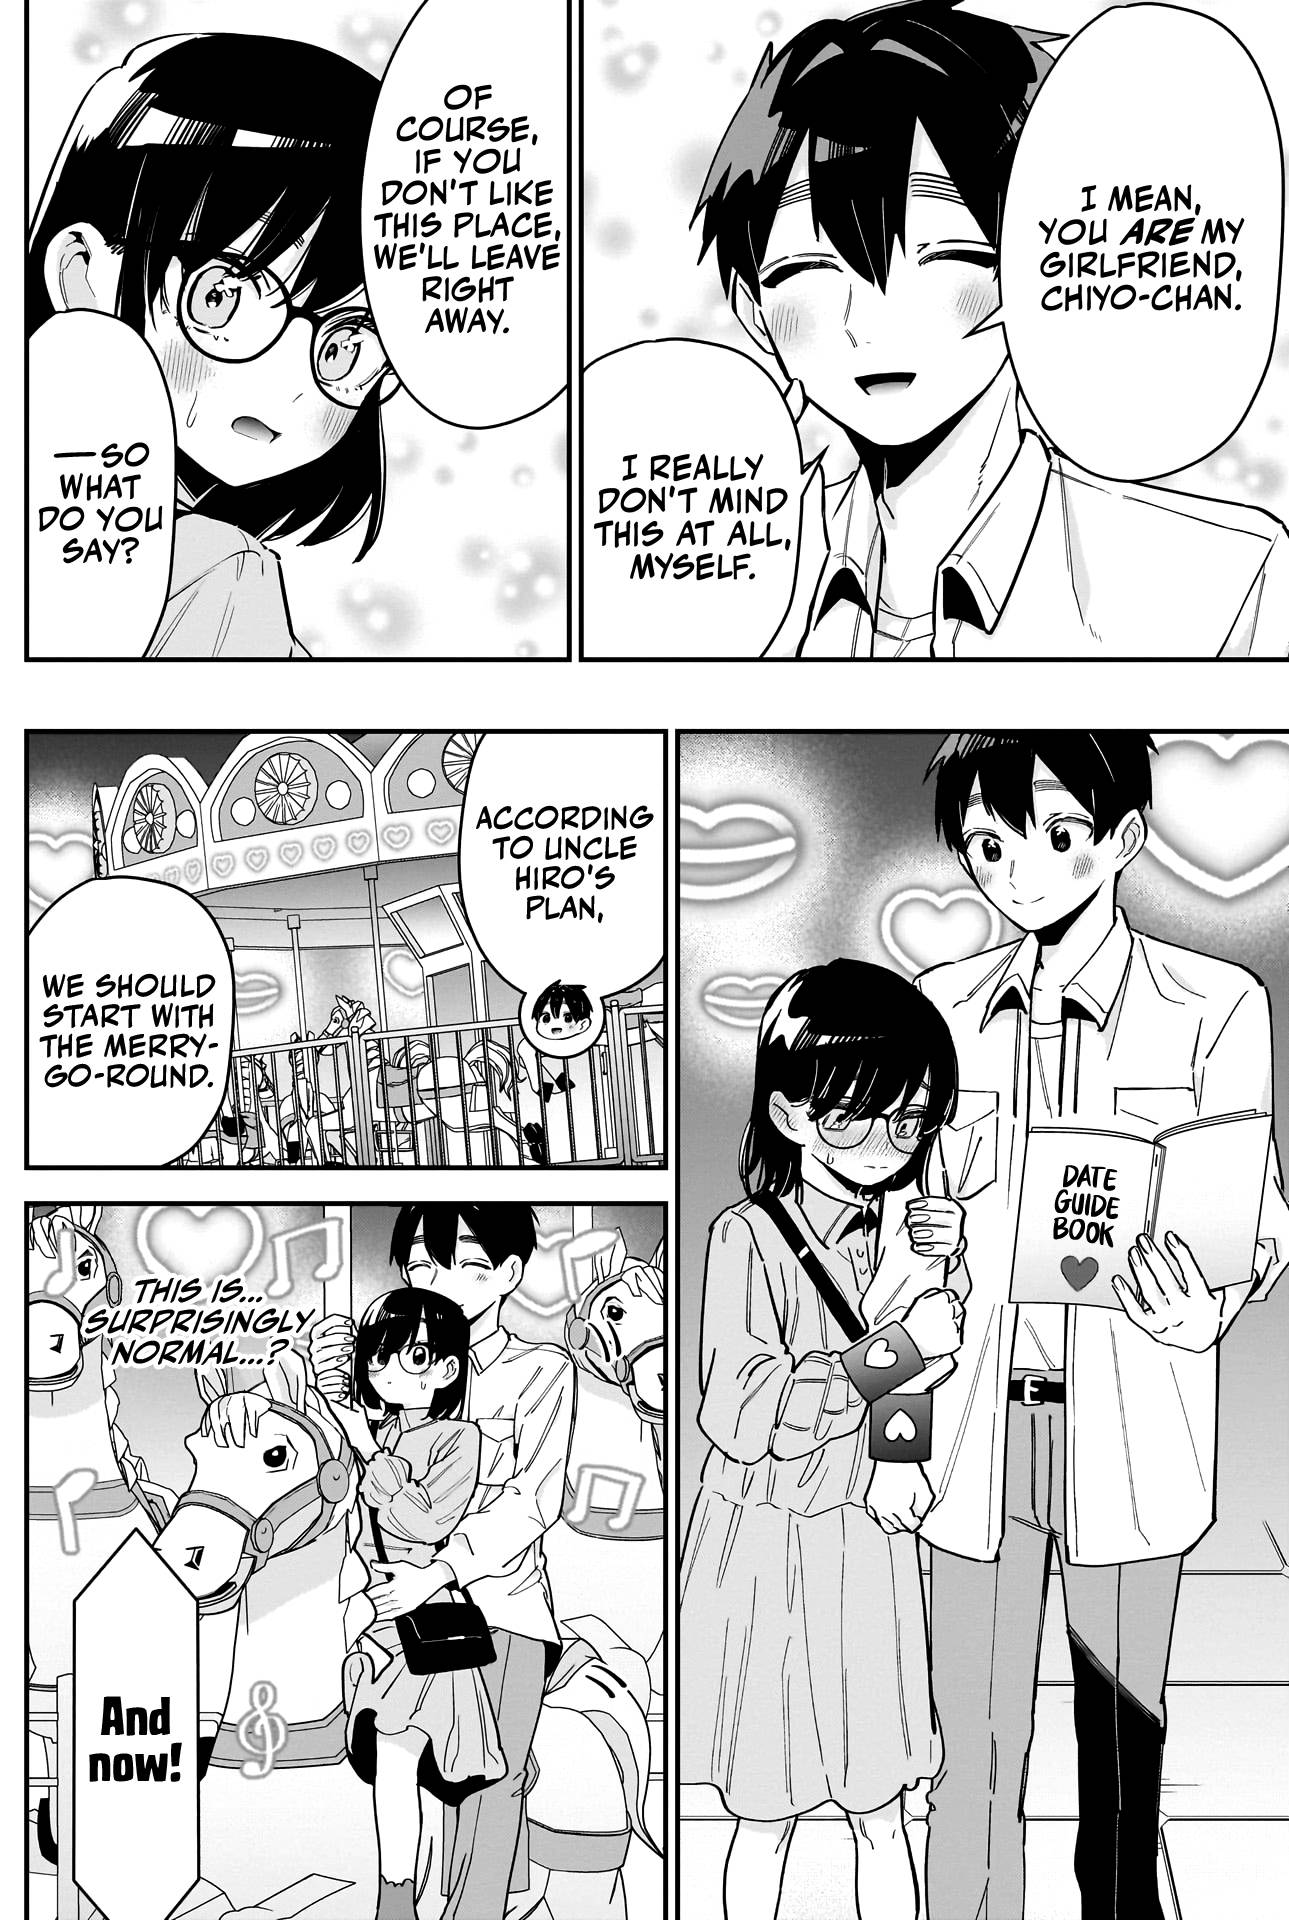 I MEAN,
YOU ARE MY
GIRLFRIEND,
CHIYO-CHAN.
I REALLY
DON'T MIND
THIS AT ALL,
MYSELF.
OF
COURSE,
IF YOU
DON'T LIKE
THIS PLACE,
WE'LL LEAVE
RIGHT
AWAY.
—SO
WHAT
DO YOU
SAY?
DATE
GUIDE
BOOK
ACCORDING
TO UNCLE
HIRO'S
PLAN,
WE SHOULD
START WITH
THE MERRY-
GO-ROUND.
THIS IS...
SURPRISINGLY
NORMAL...?
And
now!